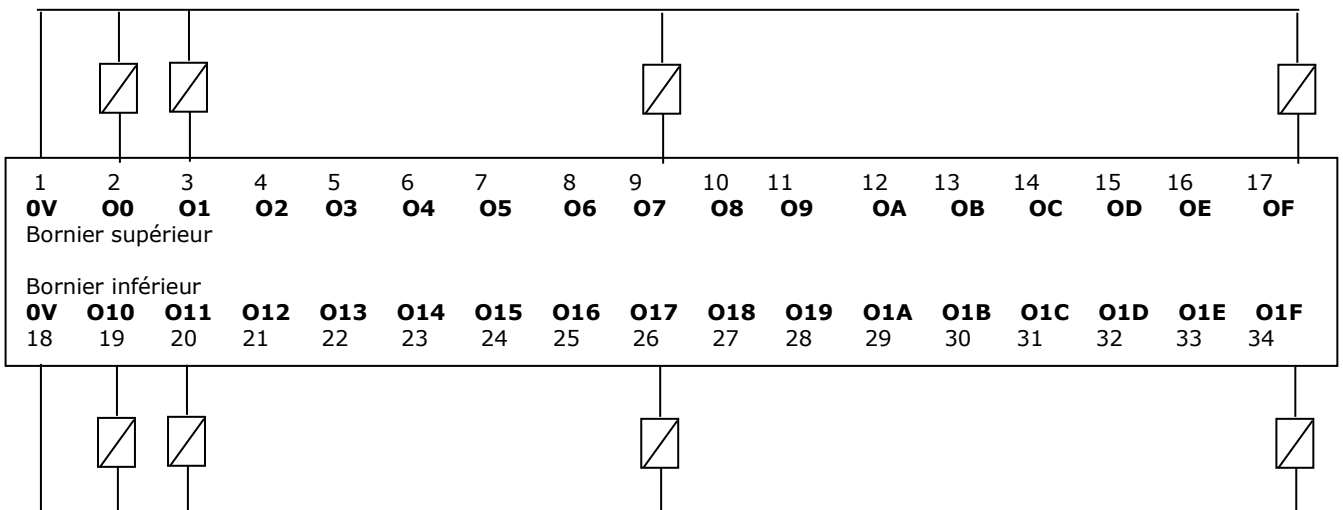 1 2 3 4 5 6 7 8 9 10 11 12 13 14 15 16 17
0V O0 O1 O2 O3 O4 O5 O6 O7 O8 O9 OA OB OC OD OE OF
Bornier supérieur
Bornier inférieur
0V O10 O11 O12 O13 O14 O15 O16 O17 O18 O19 O1A O1B O1C O1D O1E O1F
18 19 20 21 22 23 24 25 26 27 28 29 30 31 32 33 34